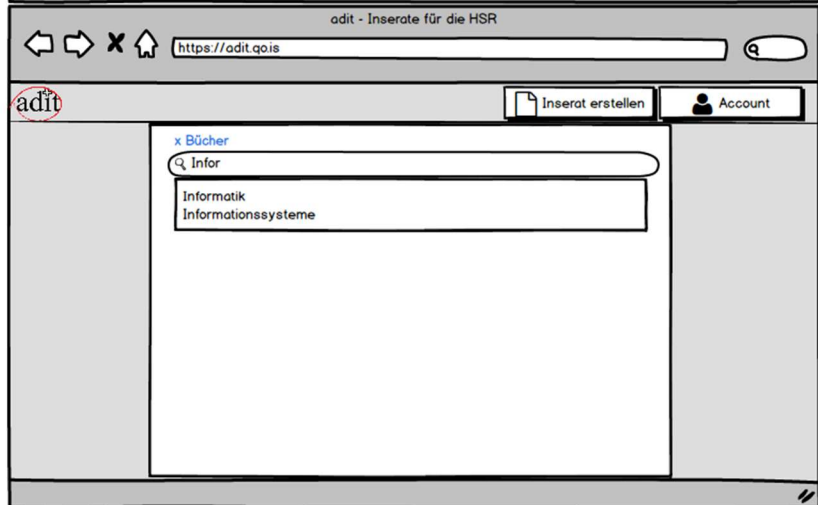 adit - Inserate für die HSR
https://adit.qo.is
adit
Inserat erstellen
Account
x Bücher
Infor
Informatik
Informationssysteme